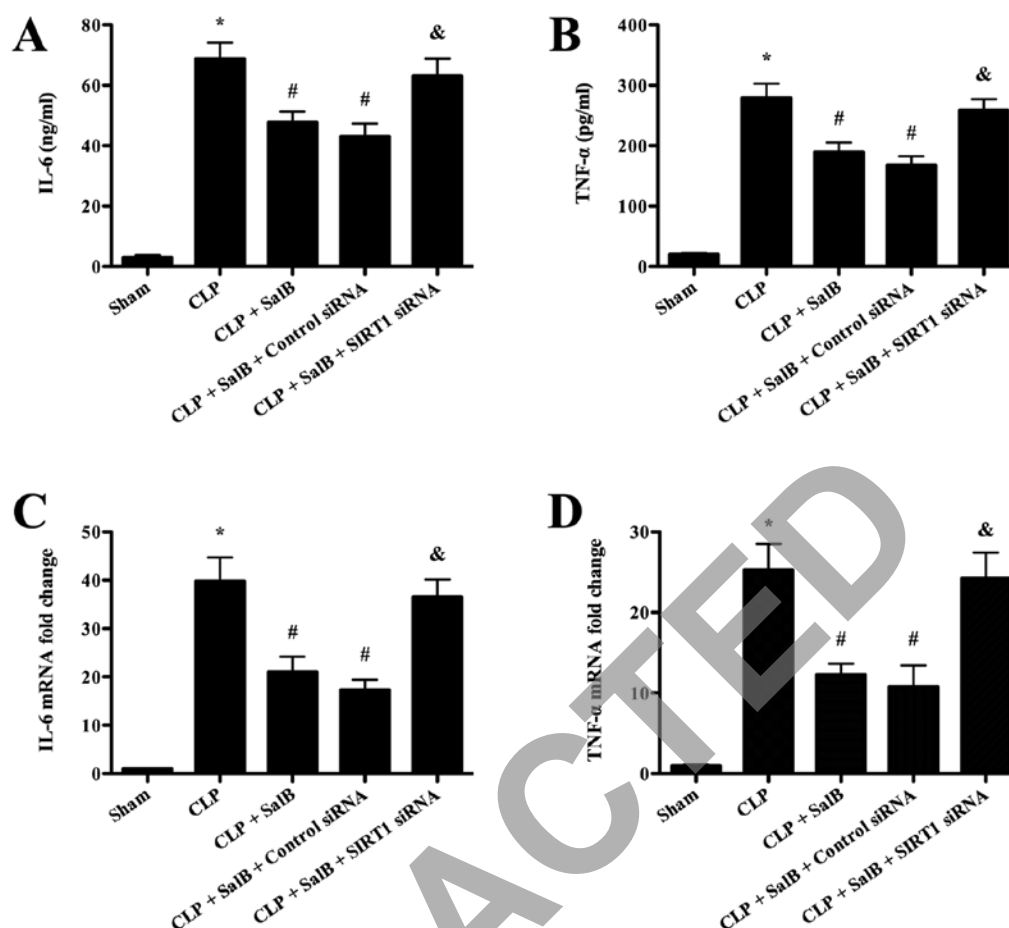 A
IL-6 (ng/ml)
80
60
40
20
0
*
#
#
&
Sham
CLP
CLP + SalB
CLP + SalB + Control siRNA
CLP + SalB + SIRT1 siRNA
B
TNF-α (pg/ml)
400
300
200
100
0
*
#
#
&
Sham
CLP
CLP + SalB
CLP + SalB + Control siRNA
CLP + SalB + SIRT1 siRNA
C
IL-6 mRNA fold change
50
40
30
20
10
0
*
#
#
&
Sham
CLP
CLP + SalB
CLP + SalB + Control siRNA
CLP + SalB + SIRT1 siRNA
D
TNF-α mRNA fold change
30
20
10
0
*
#
#
&
Sham
CLP
CLP + SalB
CLP + SalB + Control siRNA
CLP + SalB + SIRT1 siRNA
ACTED